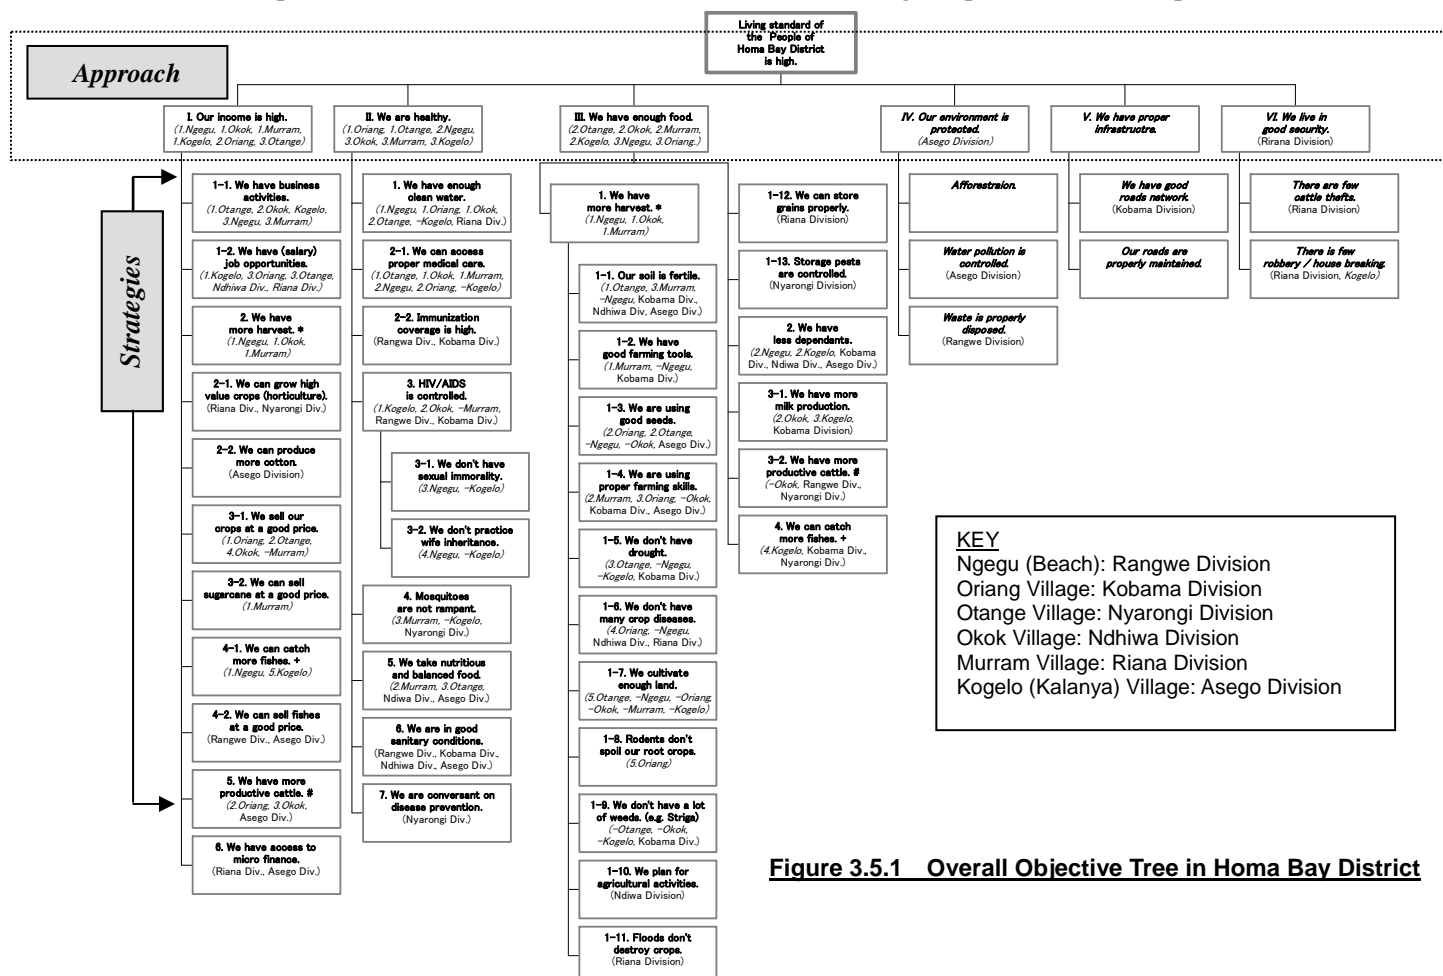 Living standard of
the People of
Homa Bay District
is high.
Approach
I. Our income is high.
(1.Ngegu, 1.Okok, 1.Murram,
1.Kogelo, 2.Oriang, 3.Otange)
II. We are healthy.
(1.Oriang, 1.Otange, 2.Ngegu,
3.Okok, 3.Murram, 3.Kogelo)
III. We have enough food.
(2.Otange, 2.Okok, 2.Murram,
2.Kogelo, 3.Ngegu, 3.Oriang.)
IV. Our environment is
protected.
(Asego Division)
V. We have proper
infrastructre.
VI. We live in
good security.
(Rirana Division)
Strategies
1-1. We have business
activities.
(1.Otange, 2.Okok, Kogelo,
3.Ngegu, 3.Murram)
1-2. We have (salary)
job opportunities.
(1.Kogelo, 3.Oriang, 3.Otange,
Ndhiwa Div., Riana Div.)
2. We have
more harvest. *
(1.Ngegu, 1.Okok,
1.Murram)
2-1. We can grow high
value crops (horticulture).
(Riana Div., Nyarongi Div.)
2-2. We can produce
more cotton.
(Asego Division)
3-1. We sell our
crops at a good price.
(1.Oriang, 2.Otange,
4.Okok, -Murram)
3-2. We can sell
sugarcane at a good price.
(1.Murram)
4-1. We can catch
more fishes. +
(1.Ngegu, 5.Kogelo)
4-2. We can sell fishes
at a good price.
(Rangwe Div., Asego Div.)
5. We have more
productive cattle. #
(2.Oriang, 3.Okok,
Asego Div.)
6. We have access to
micro finance.
(Riana Div., Asego Div.)
1. We have enough
clean water.
(1.Ngegu, 1.Oriang, 1.Okok,
2.Otange, -Kogelo, Riana Div.)
2-1. We can access
proper medical care.
(1.Otange, 1.Okok, 1.Murram,
2.Ngegu, 2.Oriang, -Kogelo)
2-2. Immunization
coverage is high.
(Rangwa Div., Kobama Div.)
3. HIV/AIDS
is controlled.
(1.Kogelo, 2.Okok, -Murram,
Rangwe Div., Kobama Div.)
3-1. We don't have
sexual immorality.
(3.Ngegu, -Kogelo)
3-2. We don't practice
wife inheritance.
(4.Ngegu, -Kogelo)
4. Mosquitoes
are not rampant.
(3.Murram, -Kogelo,
Nyarongi Div.)
5. We take nutritious
and balanced food.
(2.Murram, 3.Otange,
Ndiwa Div., Asego Div.)
6. We are in good
sanitary conditions.
(Rangwe Div., Kobama Div.,
Ndhiwa Div., Asego Div.)
7. We are conversant on
disease prevention.
(Nyarongi Div.)
1. We have
more harvest. *
(1.Ngegu, 1.Okok,
1.Murram)
1-1. Our soil is fertile.
(1.Otange, 3.Murram,
-Ngegu, Kobama Div.,
Ndhiwa Div, Asego Div.)
1-2. We have
good farming tools.
(1.Murram, -Ngegu,
Kobama Div.)
1-3. We are using
good seeds.
(2.Oriang, 2.Otange,
-Ngegu, -Okok, Asego Div.)
1-4. We are using
proper farming skills.
(2.Murram, 3.Oriang, -Okok,
Kobama Div., Asego Div.)
1-5. We don't have
drought.
(3.Otange, -Ngegu,
-Kogelo, Kobama Div.)
1-6. We don't have
many crop diseases.
(4.Oriang, -Ngegu,
Ndhiwa Div., Riana Div.)
1-7. We cultivate
enough land.
(5.Otange, -Ngegu, -Oriang,
-Okok, -Murram, -Kogelo)
1-8. Rodents don't
spoil our root crops.
(5.Oriang)
1-9. We don't have a lot
of weeds. (e.g. Striga)
(-Otange, -Okok,
-Kogelo, Kobama Div.)
1-10. We plan for
agricultural activities.
(Ndiwa Division)
1-11. Floods don't
destroy crops.
(Riana Division)
1-12. We can store
grains properly.
(Riana Division)
1-13. Storage pests
are controlled.
(Nyarongi Division)
2. We have
less dependants.
(2.Ngegu, 2.Kogelo, Kobama
Div., Ndiwa Div., Asego Div.)
3-1. We have more
milk production.
(2.Okok, 3.Kogelo,
Kobama Division)
3-2. We have more
productive cattle. #
(-Okok, Rangwe Div.,
Nyarongi Div.)
4. We can catch
more fishes. +
(4.Kogelo, Kobama Div.,
Nyarongi Div.)
Afforestraion.
Water pollution is
controlled.
(Asego Division)
Waste is properly
disposed.
(Rangwe Division)
We have good
roads network.
(Kobama Division)
Our roads are
properly maintained.
There are few
cattle thefts.
(Riana Division)
There is few
robbery / house breaking.
(Riana Division, Kogelo)
KEY
Ngegu (Beach): Rangwe Division
Oriang Village: Kobama Division
Otange Village: Nyarongi Division
Okok Village: Ndhiwa Division
Murram Village: Riana Division
Kogelo (Kalanya) Village: Asego Division
Figure 3.5.1 Overall Objective Tree in Homa Bay District